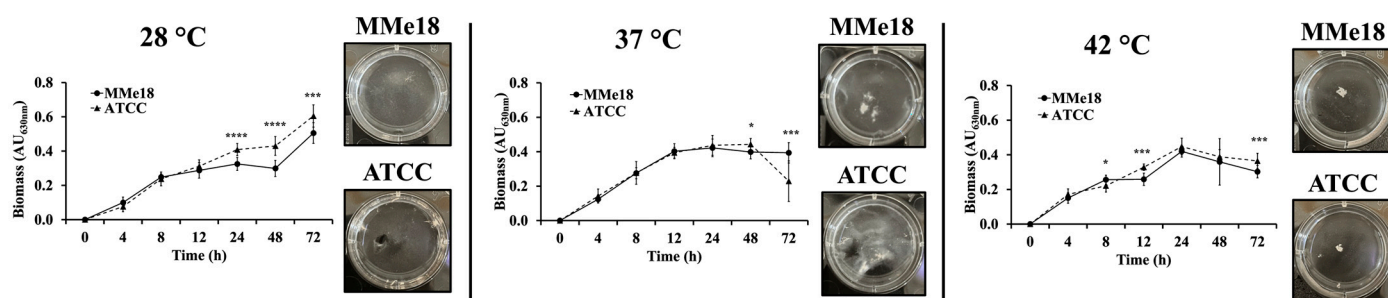 28 °C
MMe18
MMe18
ATCC
0.8
0.6
0.4
0.2
0.0
Biomass (AU630nm)
****
****
***
0 4 8 12 24 48 72
Time (h)
ATCC
37 °C
MMe18
MMe18
ATCC
0.8
0.6
0.4
0.2
0.0
Biomass (AU630nm)
*
***
0 4 8 12 24 48 72
Time (h)
ATCC
42 °C
MMe18
MMe18
ATCC
0.8
0.6
0.4
0.2
0.0
Biomass (AU630nm)
*
***
***
0 4 8 12 24 48 72
Time (h)
ATCC